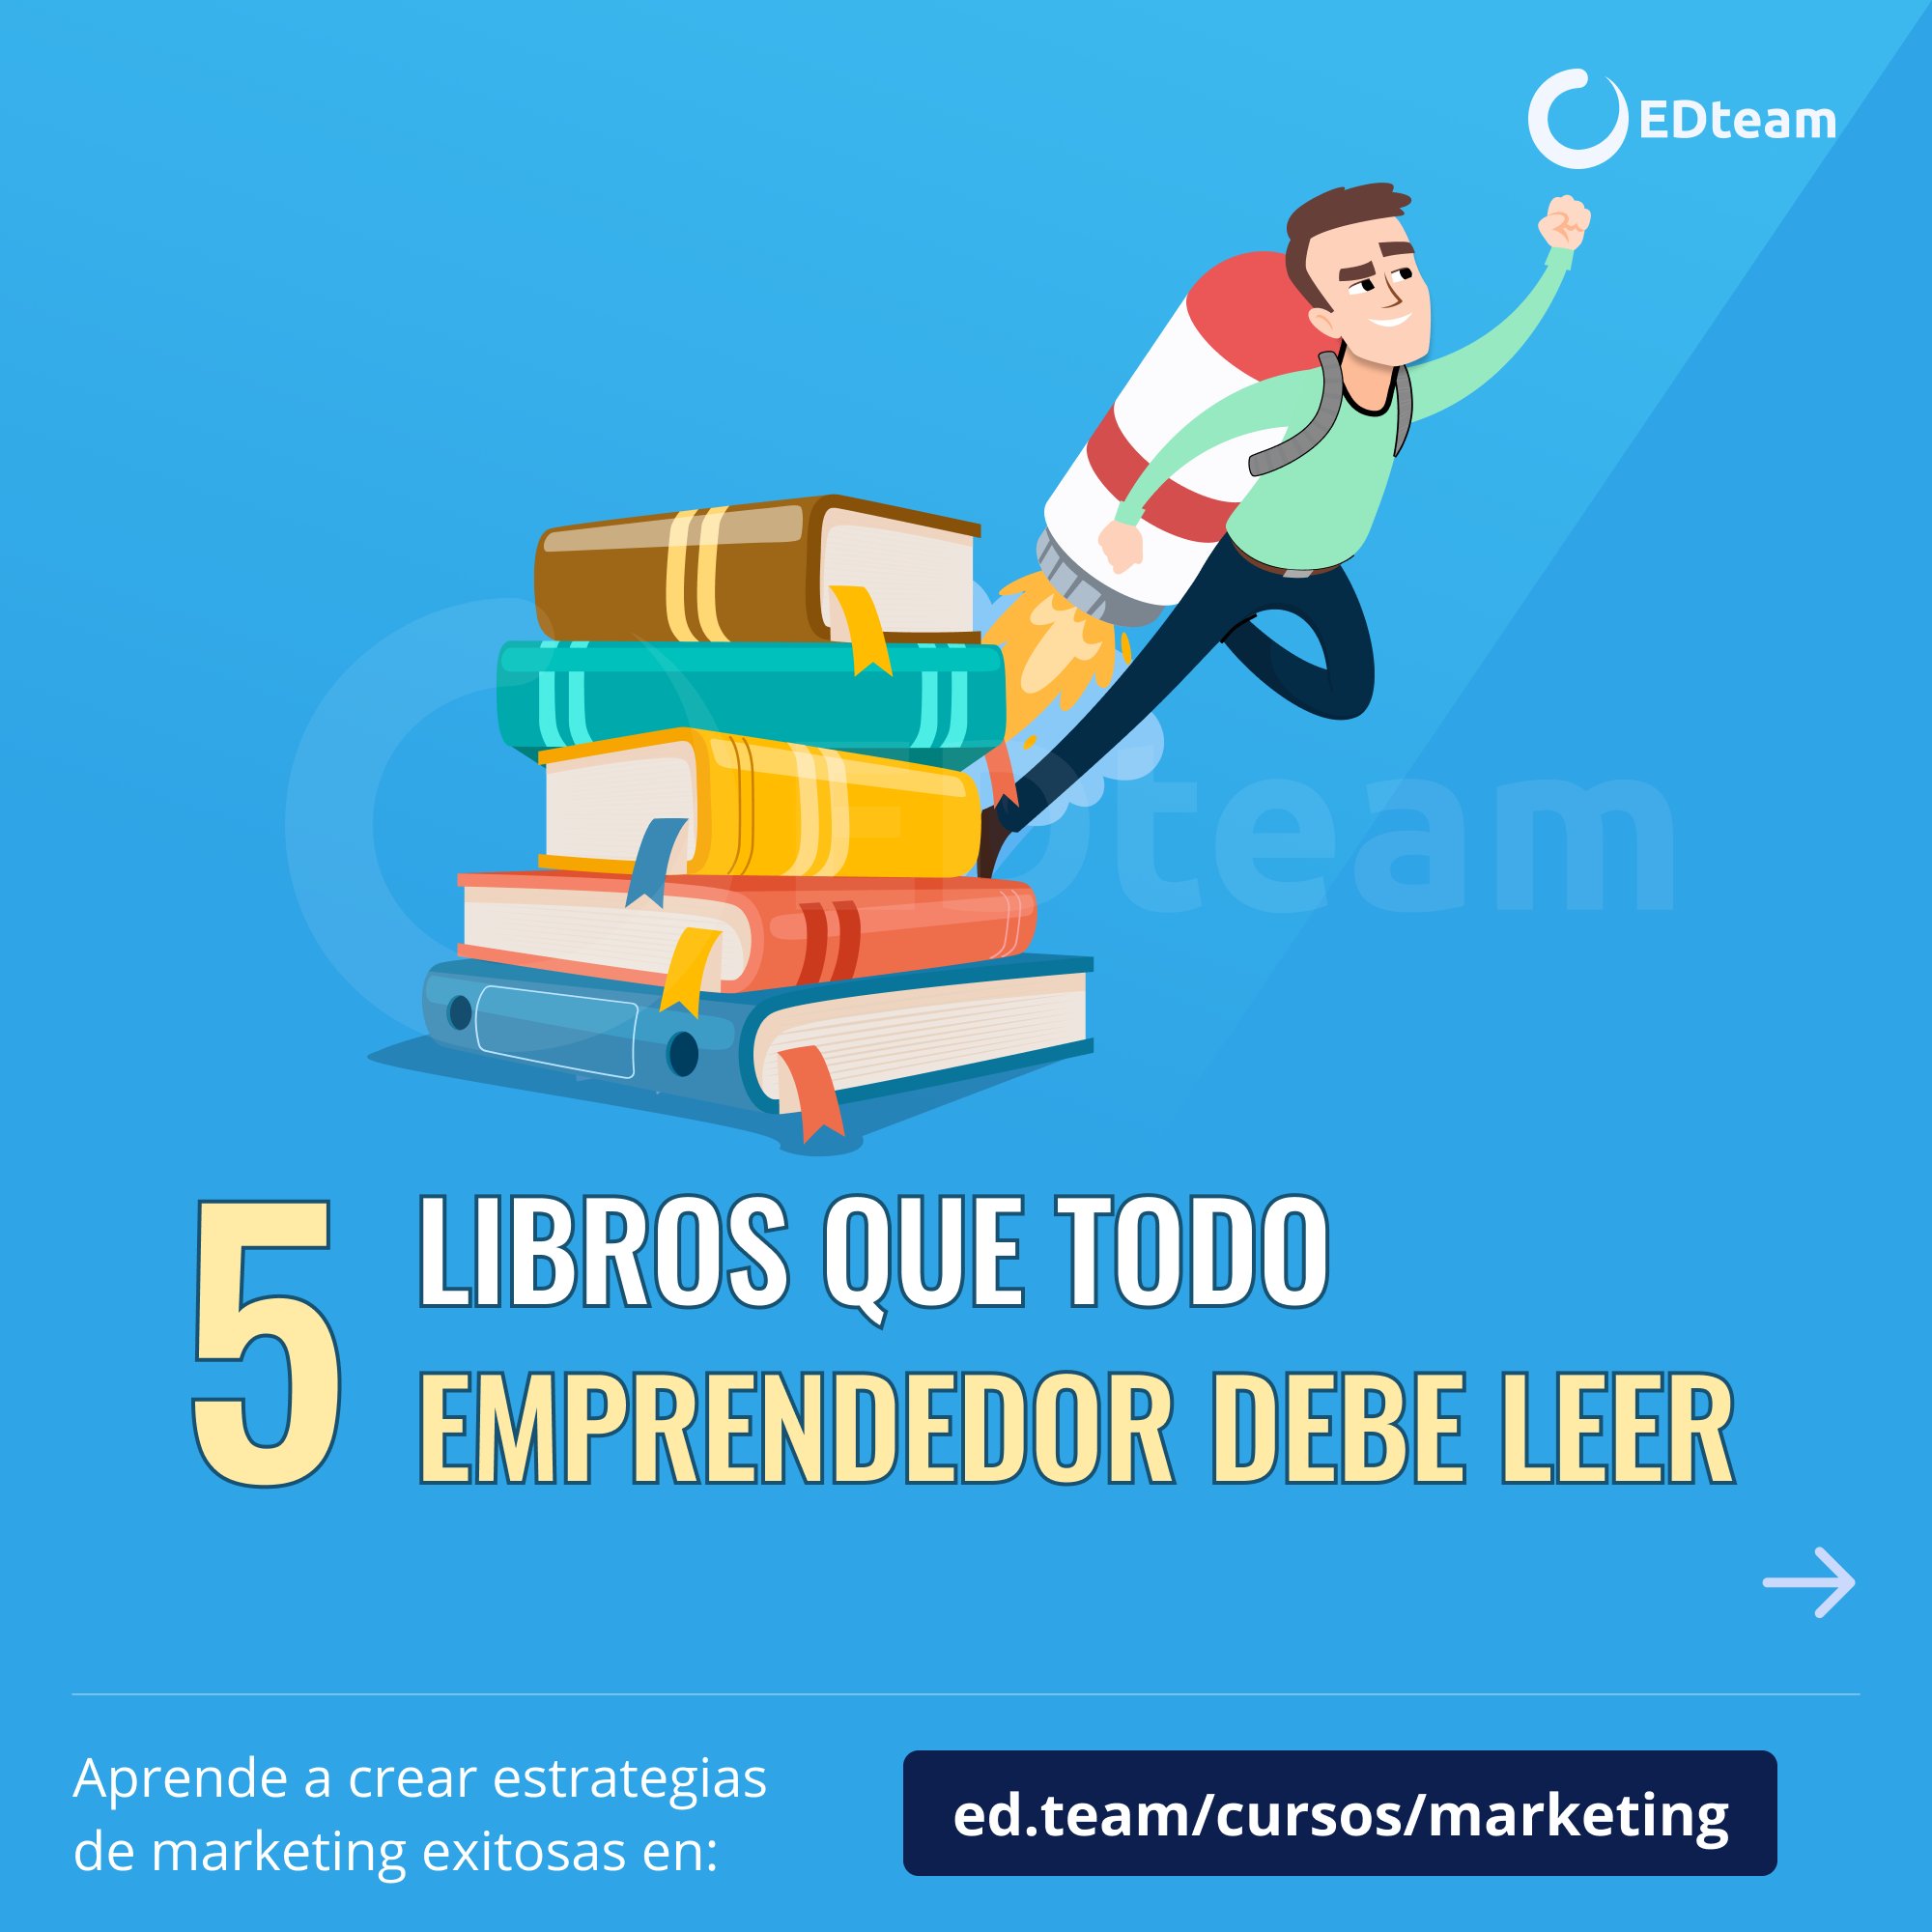 EDteam
EDteam
5
LIBROS QUE TODO
EMPRENDEDOR DEBE LEER
Aprende a crear estrategias
de marketing exitosas en:
ed.team/cursos/marketing